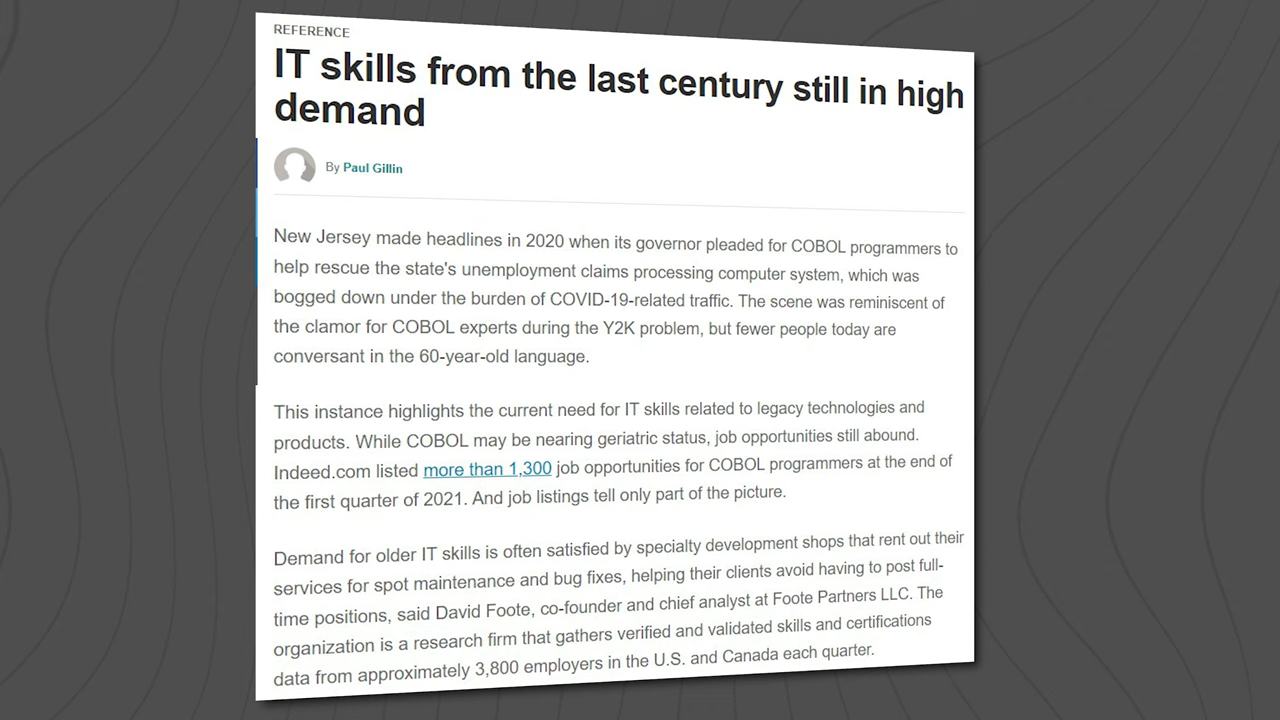 REFERENCE
IT skills from the last century still in high
demand
By Paul Gillin
New Jersey made headlines in 2020 when its governor pleaded for COBOL programmers to
help rescue the state's unemployment claims processing computer system, which was
bogged down under the burden of COVID-19-related traffic. The scene was reminiscent of
the clamor for COBOL experts during the Y2K problem, but fewer people today are
conversant in the 60-year-old language.
This instance highlights the current need for IT skills related to legacy technologies and
products. While COBOL may be nearing geriatric status, job opportunities still abound.
Indeed.com listed more than 1,300 job opportunities for COBOL programmers at the end of
the first quarter of 2021. And job listings tell only part of the picture.
Demand for older IT skills is often satisfied by specialty development shops that rent out their
services for spot maintenance and bug fixes, helping their clients avoid having to post full-
time positions, said David Foote, co-founder and chief analyst at Foote Partners LLC. The
organization is a research firm that gathers verified and validated skills and certifications
data from approximately 3,800 employers in the U.S. and Canada each quarter.